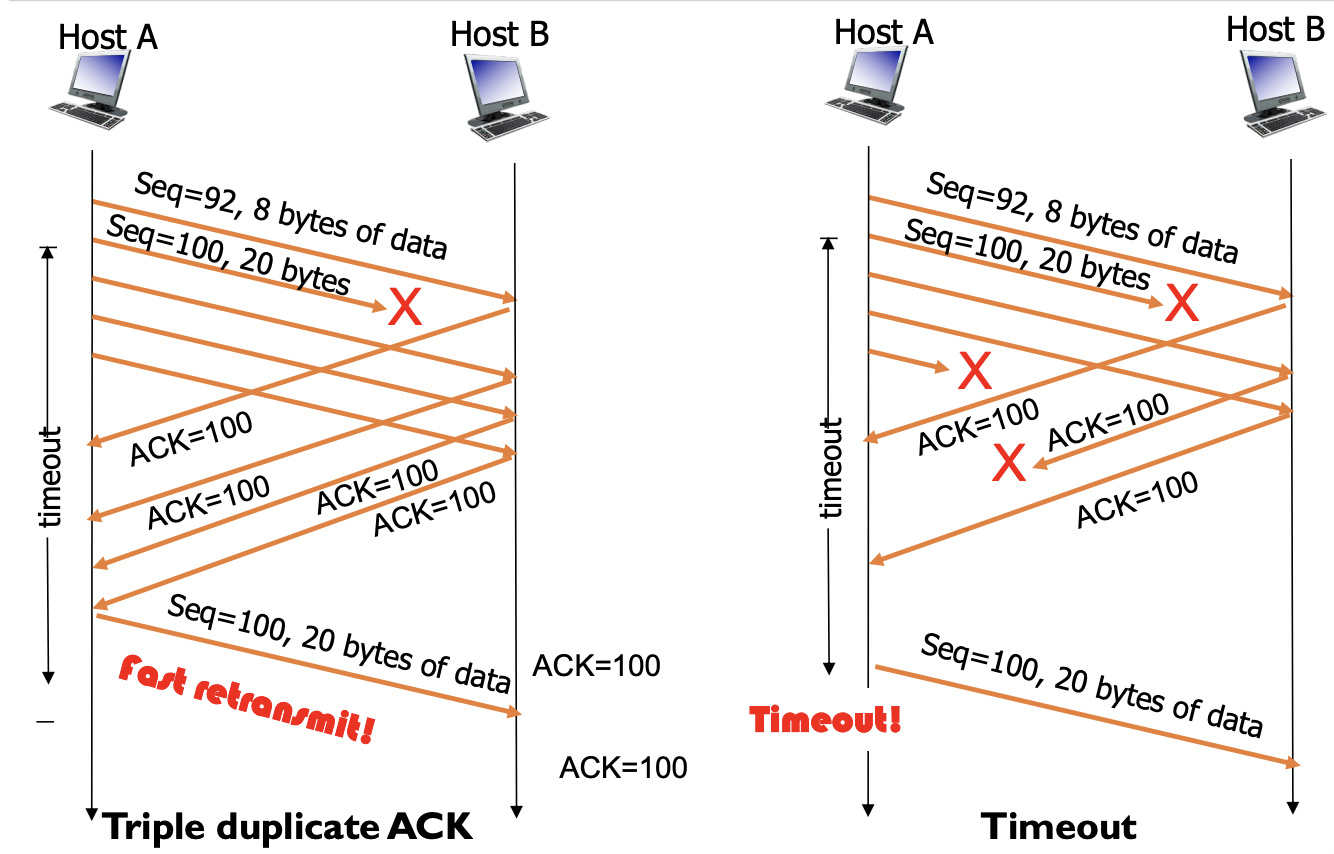 Host A
Host B
Seq=92, 8 bytes of data
Seq=100, 20 bytes
X
timeout
ACK=100
ACK=100
ACK=100
ACK=100
Seq=100, 20 bytes of data
Fast retransmit!
ACK=100
ACK=100
Triple duplicate ACK
Host A
Host B
Seq=92, 8 bytes of data
Seq=100, 20 bytes
X
X
timeout
ACK=100
ACK=100
X
ACK=100
Seq=100, 20 bytes of data
Timeout!
Timeout